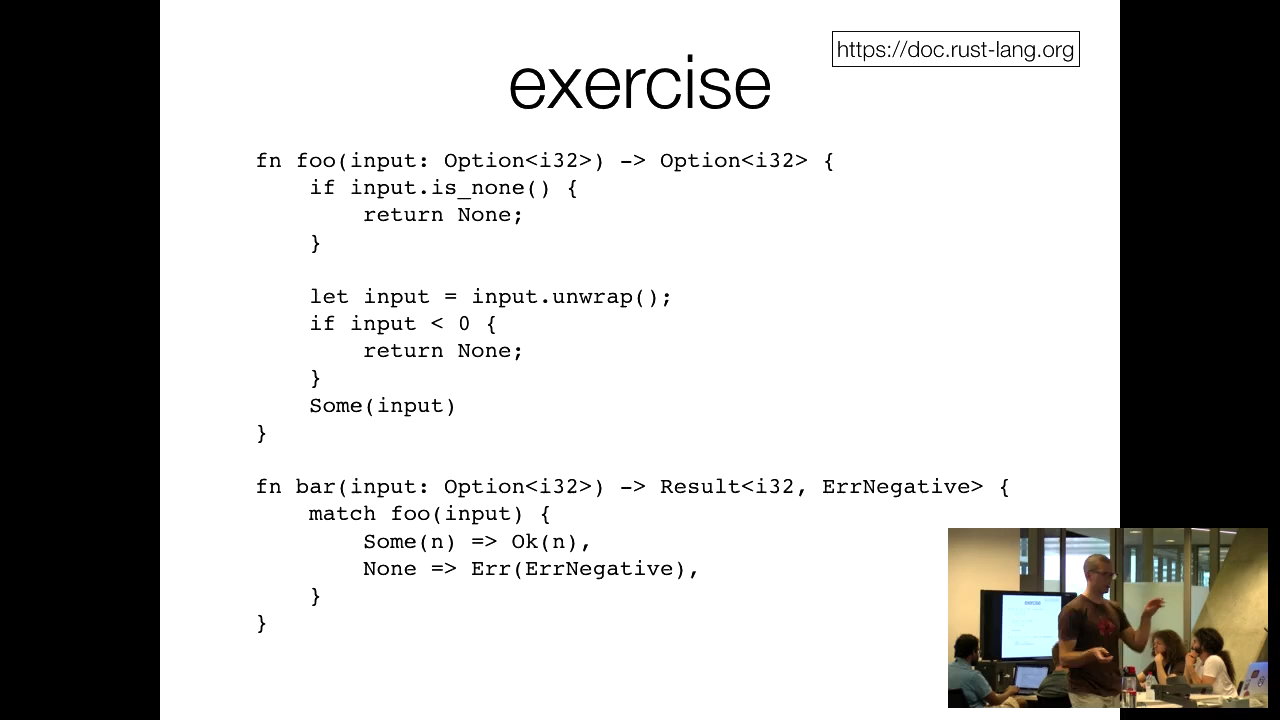 https://doc.rust-lang.org
exercise
fn foo(input: Option<i32>) -> Option<i32> {
    if input.is_none() {
        return None;
    }

    let input = input.unwrap();
    if input < 0 {
        return None;
    }
    Some(input)
}

fn bar(input: Option<i32>) -> Result<i32, ErrNegative> {
    match foo(input) {
        Some(n) => Ok(n),
        None => Err(ErrNegative),
    }
}
exercise